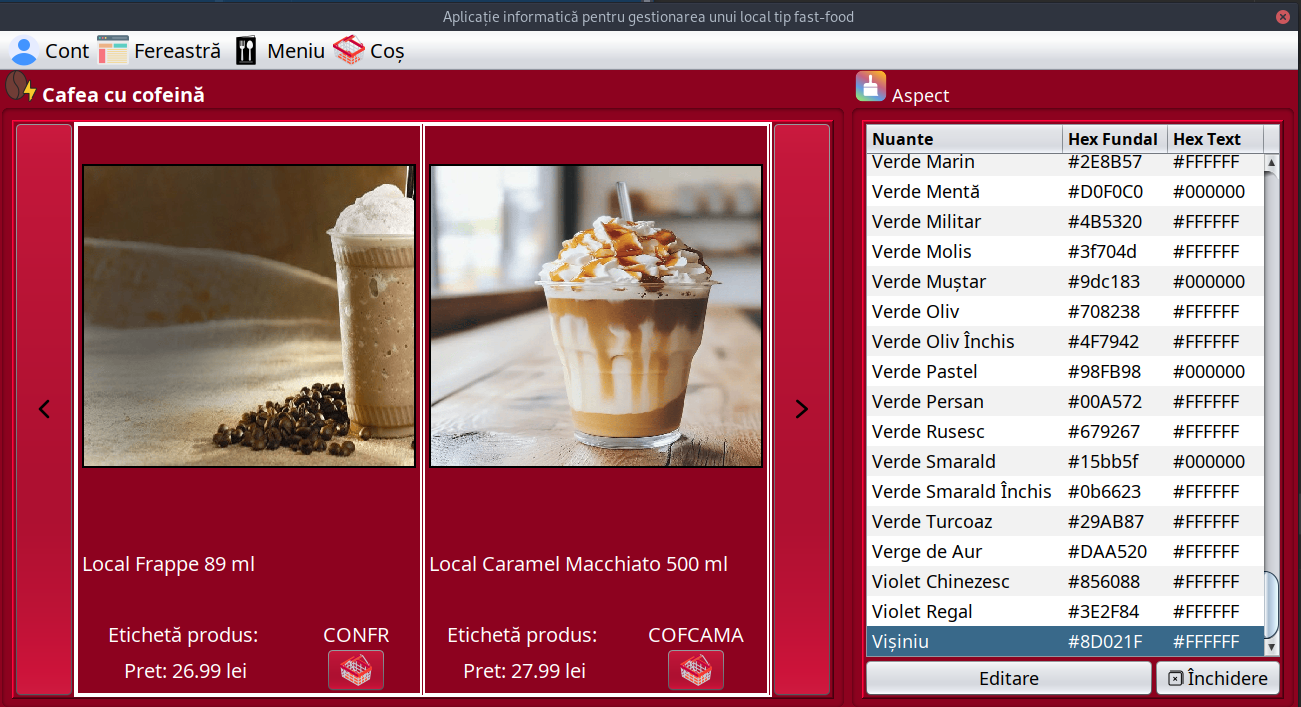 Aplicație informatică pentru gestionarea unui local tip fast-food
Cont Fereastră Meniu Coș
Cafea cu cofeină
Local Frappe 89 ml
Etichetă produs: CONFR
Pret: 26.99 lei
Local Caramel Macchiato 500 ml
Etichetă produs: COFCAMA
Pret: 27.99 lei
Aspect
Nuante Hex Fundal Hex Text
Verde Marin #2E8B57 #FFFFFF
Verde Mentă #D0F0C0 #000000
Verde Militar #4B5320 #FFFFFF
Verde Molis #3f704d #FFFFFF
Verde Muștar #9dc183 #000000
Verde Oliv #708238 #FFFFFF
Verde Oliv Închis #4F7942 #FFFFFF
Verde Pastel #98FB98 #000000
Verde Persan #00A572 #FFFFFF
Verde Rusesc #679267 #FFFFFF
Verde Smarald #15bb5f #000000
Verde Smarald Închis #0b6623 #FFFFFF
Verde Turcoaz #29AB87 #FFFFFF
Verge de Aur #DAA520 #FFFFFF
Violet Chinezesc #856088 #FFFFFF
Violet Regal #3E2F84 #FFFFFF
Vișiniu #8D021F #FFFFFF
Editare Închidere